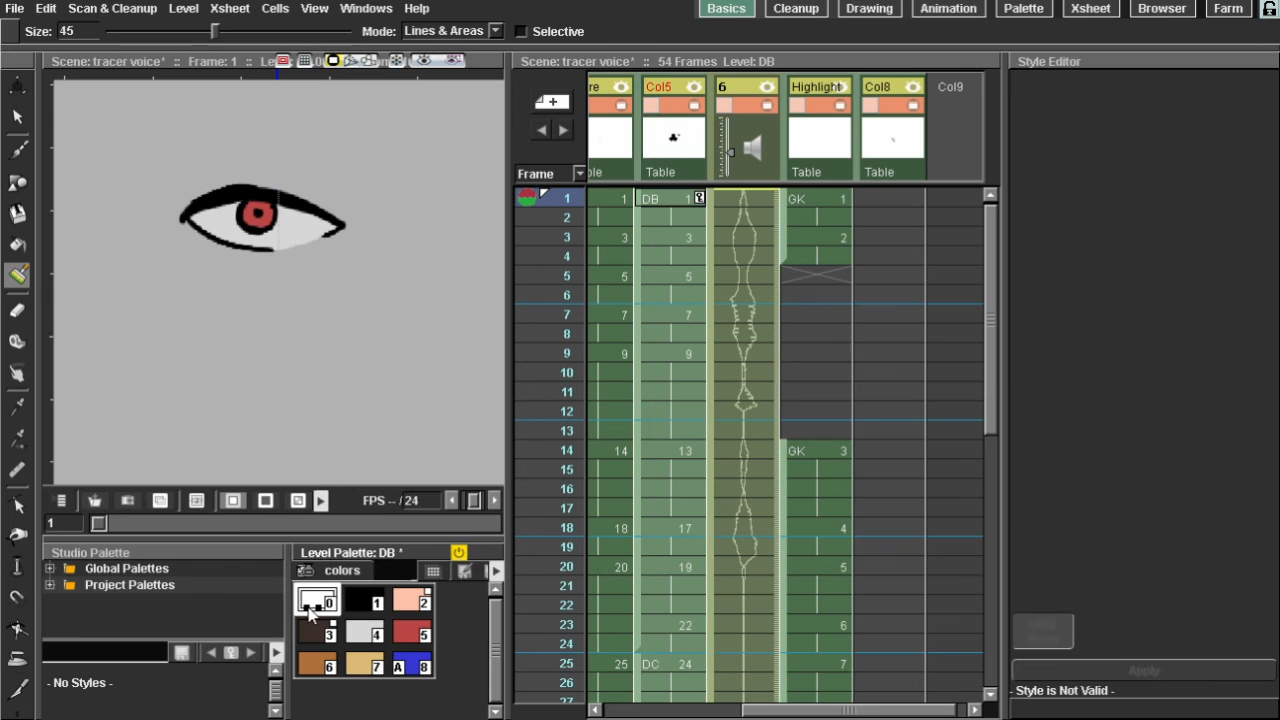 File Edit Scan & Cleanup Level Xsheet Cells View Windows Help Basics Cleanup Drawing Animation Palette Xsheet Browser Farm
Size: 45 Mode: Lines & Areas Selective
Scene: tracer voice* :: Frame: 1 :: Le
Scene: tracer voice* :: 54 Frames Level: DB
Style Editor
re Col5 6 Highlight Col8 Col9
Frame
ble Table Table Table
1 1 DB 1 GK 1
2
3 3 3 2
4
5 5 5
6
7 7 7
8
9 9 9
10
11
12
13
14 14 13 GK 3
15
16
17
18 18 17 4
19
20 20 19 5
21
22
23 22 6
24
25 25 DC 24 7
26
27
FPS -- /24
1
Studio Palette
Global Palettes
Project Palettes
- No Styles -
Level Palette: DB *
colors
0 1 2
3 4 5
6 7 A 8
Apply
- Style is Not Valid -